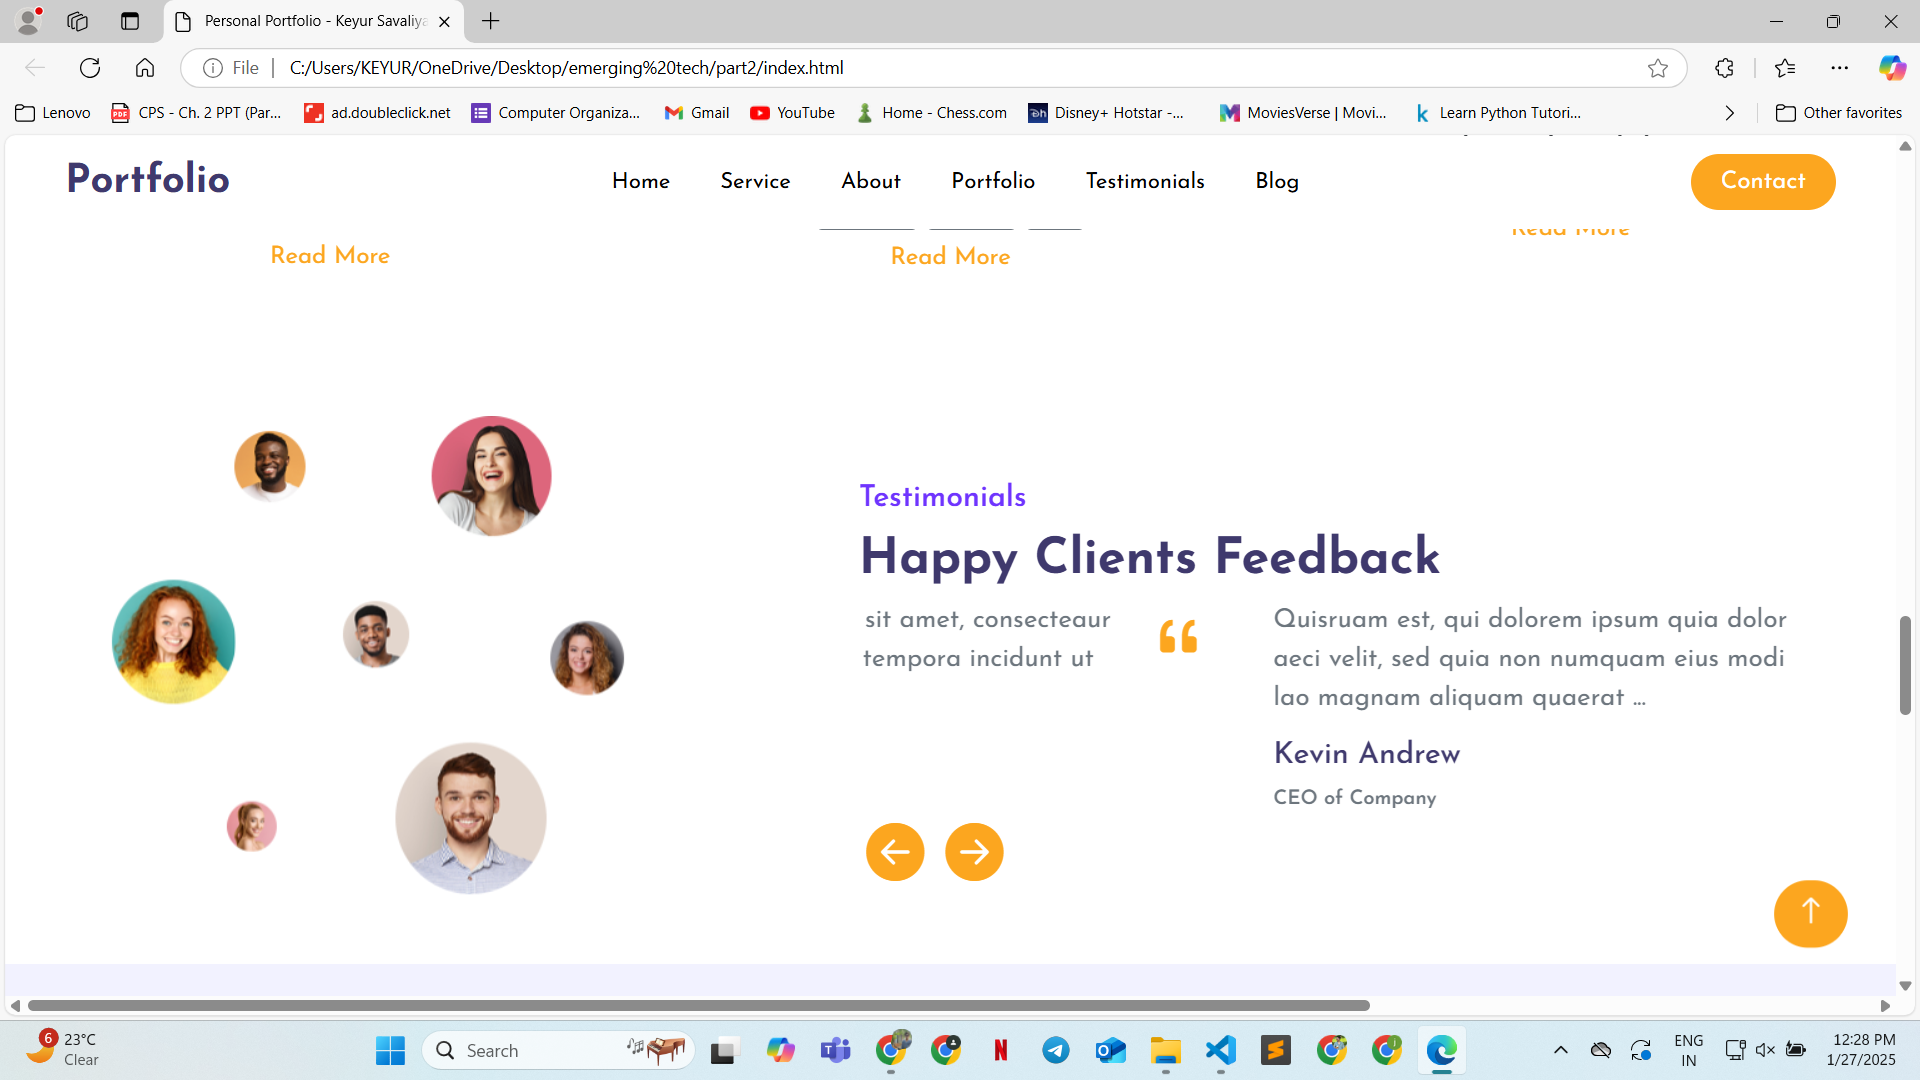 Personal Portfolio - Keyur Savaliya
File
C:/Users/KEYUR/OneDrive/Desktop/emerging%20tech/part2/index.html
Lenovo
CPS - Ch. 2 PPT (Par...
ad.doubleclick.net
Computer Organiza...
Gmail
YouTube
Home - Chess.com
Disney+ Hotstar -...
MoviesVerse | Movi...
Learn Python Tutori...
Other favorites
Portfolio
Home
Service
About
Portfolio
Testimonials
Blog
Contact
Read More
Read More
Read More
Testimonials
Happy Clients Feedback
sit amet, consecteaur
tempora incidunt ut
Quisruam est, qui dolorem ipsum quia dolor
aeci velit, sed quia non numquam eius modi
lao magnam aliquam quaerat ...
Kevin Andrew
CEO of Company
6
23°C
Clear
Search
ENG
IN
12:28 PM
1/27/2025